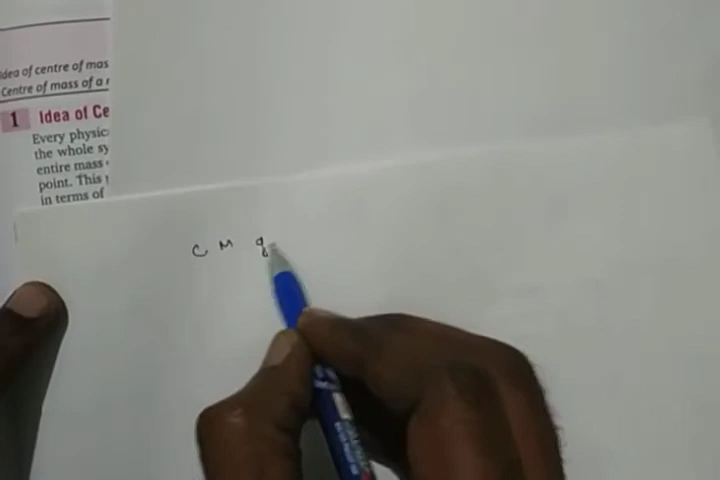 Idea of centre of mas
Centre of mass of a r
1 Idea of Ce
Every physic
the whole sy
entire mass
point. This
in terms of
C M